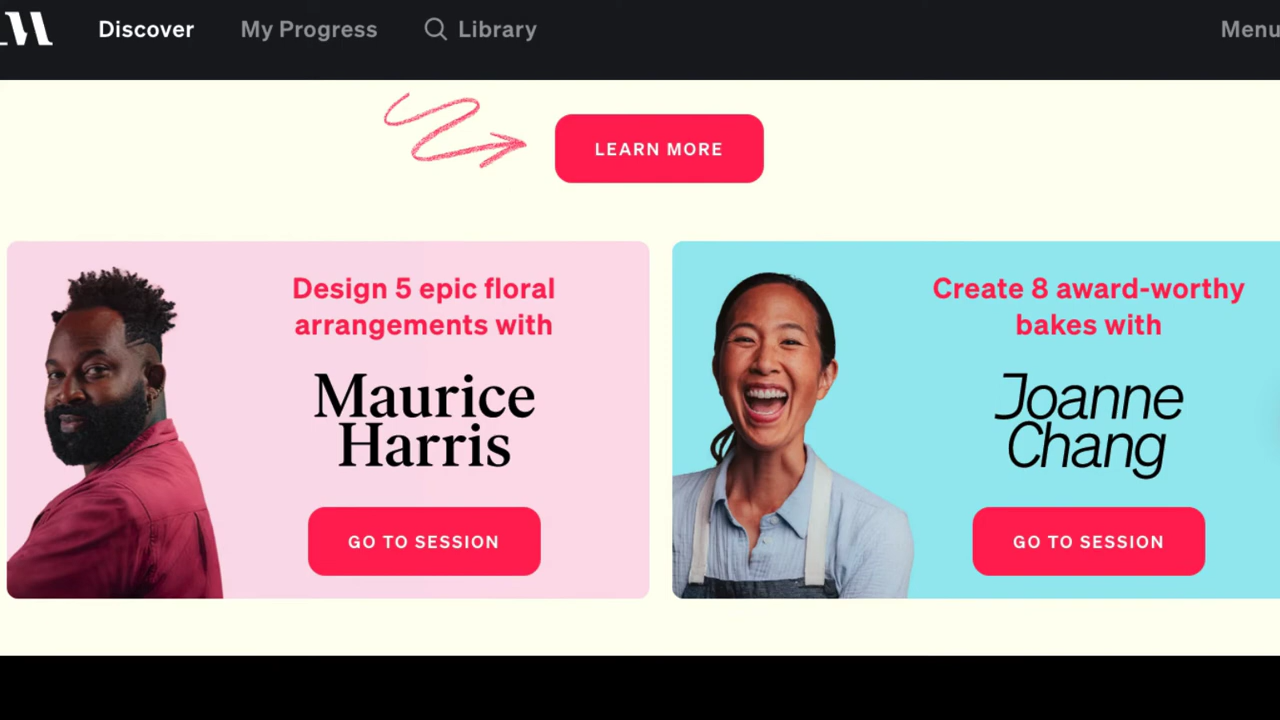 Discover My Progress Library Menu
LEARN MORE
Design 5 epic floral
arrangements with
Maurice
Harris
GO TO SESSION
Create 8 award-worthy
bakes with
Joanne
Chang
GO TO SESSION